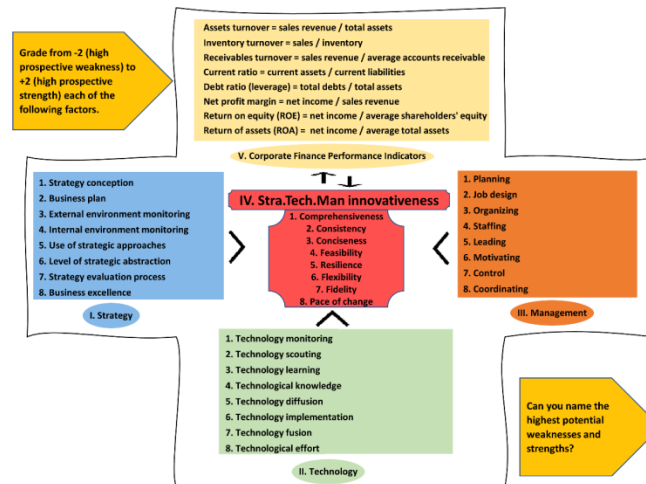 Grade from -2 (high
prospective weakness) to
+2 (high prospective
strength) each of the
following factors.
Assets turnover = sales revenue / total assets
Inventory turnover = sales / inventory
Receivables turnover = sales revenue / average accounts receivable
Current ratio = current assets / current liabilities
Debt ratio (leverage) = total debts / total assets
Net profit margin = net income / sales revenue
Return on equity (ROE) = net income / average shareholders' equity
Return of assets (ROA) = net income / average total assets
V. Corporate Finance Performance Indicators
1. Strategy conception
2. Business plan
3. External environment monitoring
4. Internal environment monitoring
5. Use of strategic approaches
6. Level of strategic abstraction
7. Strategy evaluation process
8. Business excellence
I. Strategy
IV. Stra.Tech.Man innovativeness
1. Comprehensiveness
2. Consistency
3. Conciseness
4. Feasibility
5. Resilience
6. Flexibility
7. Fidelity
8. Pace of change
1. Planning
2. Job design
3. Organizing
4. Staffing
5. Leading
6. Motivating
7. Control
8. Coordinating
III. Management
1. Technology monitoring
2. Technology scouting
3. Technology learning
4. Technological knowledge
5. Technology diffusion
6. Technology implementation
7. Technology fusion
8. Technological effort
II. Technology
Can you name the
highest potential
weaknesses and
strengths?